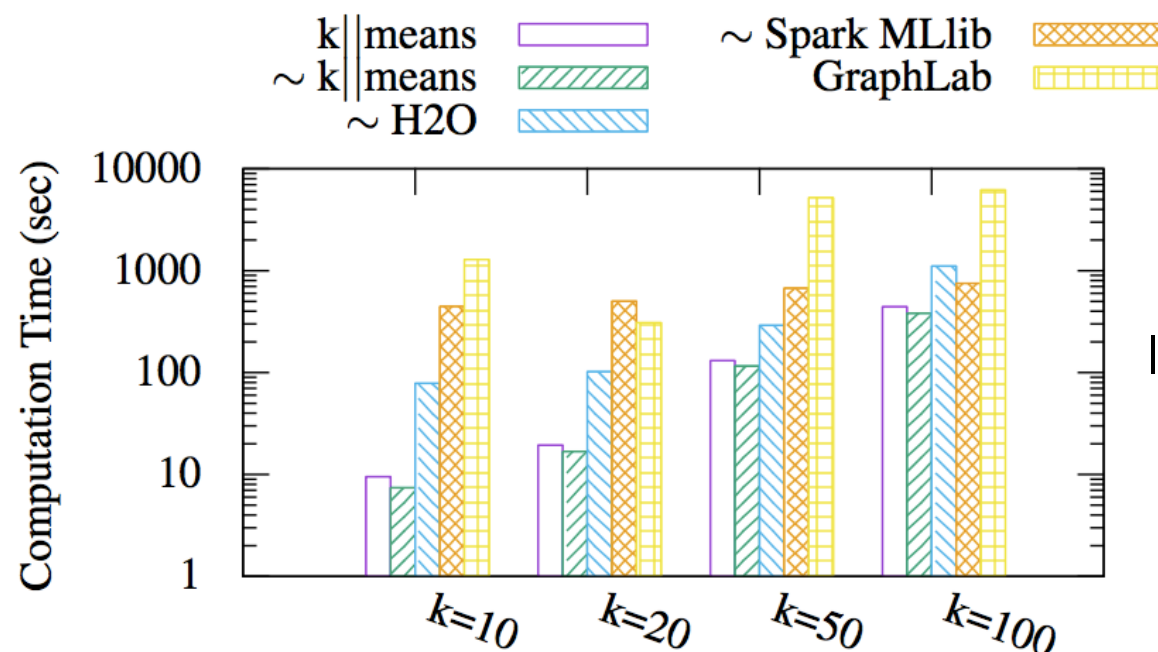 k||means
~ k||means
~ H2O
~ Spark MLlib
GraphLab
Computation Time (sec)
10000
1000
100
10
1
k=10
k=20
k=50
k=100